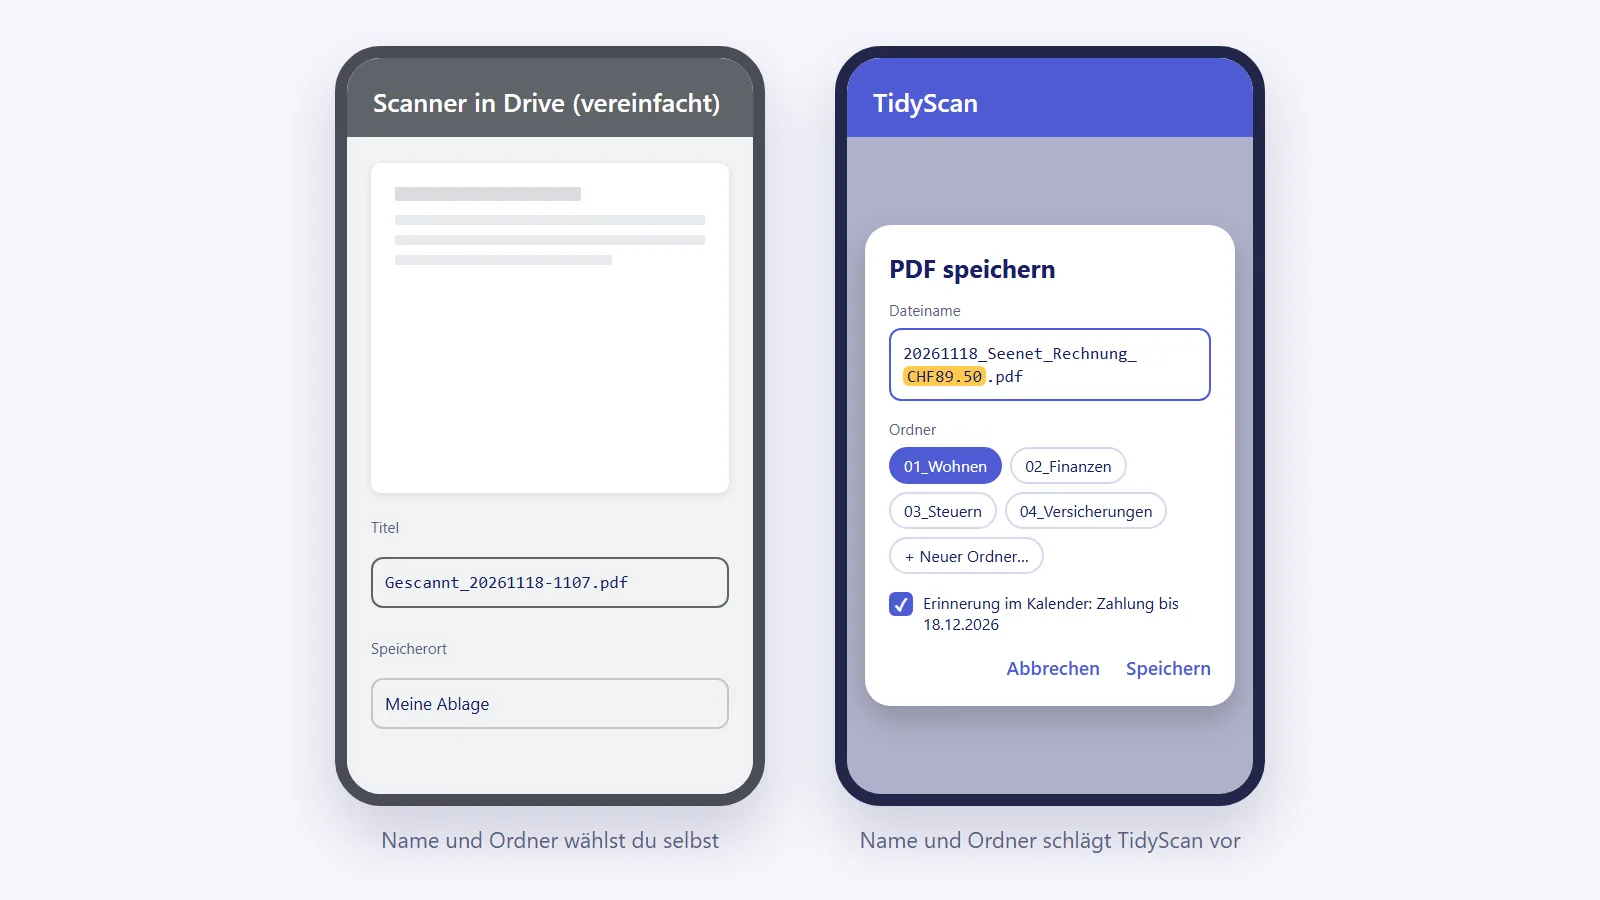 Scanner in Drive (vereinfacht)
Titel
Gescannt_20261118-1107.pdf
Speicherort
Meine Ablage
Name und Ordner wählst du selbst
TidyScan
PDF speichern
Dateiname
20261118_Seenet_Rechnung_
CHF89.50.pdf
Ordner
01_Wohnen
02_Finanzen
03_Steuern
04_Versicherungen
+ Neuer Ordner…
Erinnerung im Kalender: Zahlung bis
18.12.2026
Abbrechen
Speichern
Name und Ordner schlägt TidyScan vor